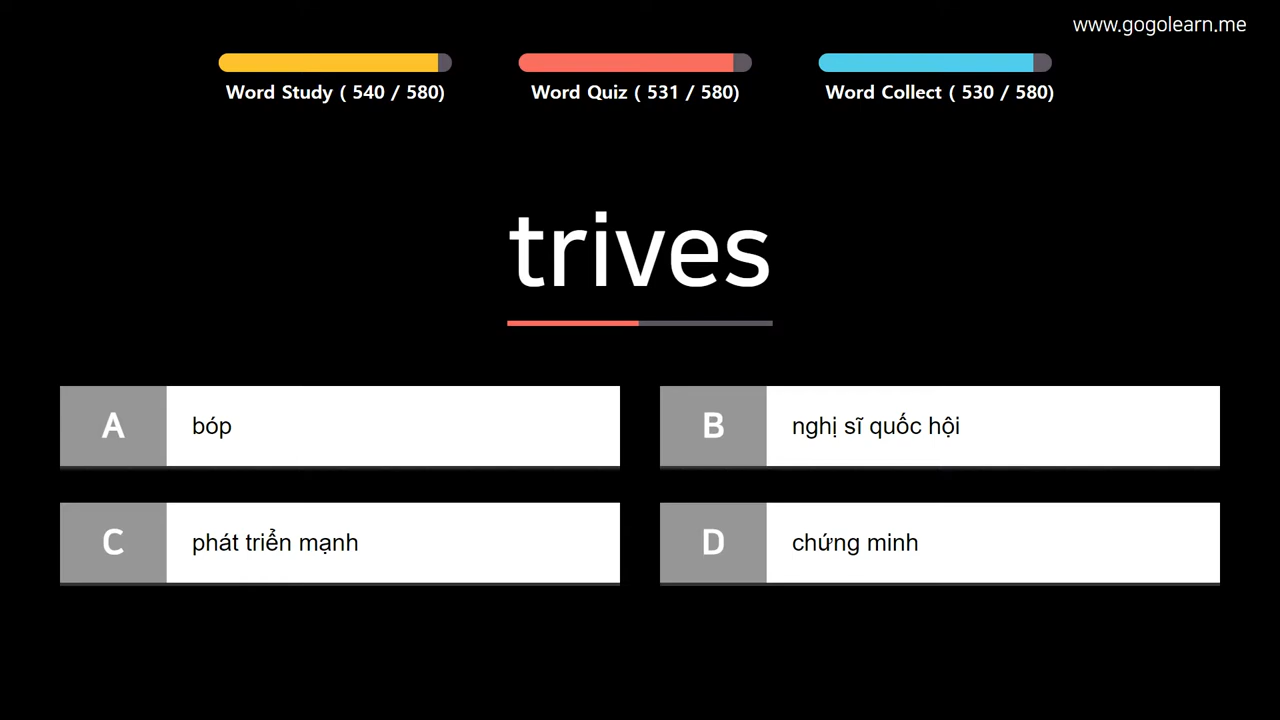 www.gogolearn.me
Word Study ( 540 / 580)
Word Quiz ( 531 / 580)
Word Collect ( 530 / 580)
trives
A bóp
B nghị sĩ quốc hội
C phát triển mạnh
D chứng minh